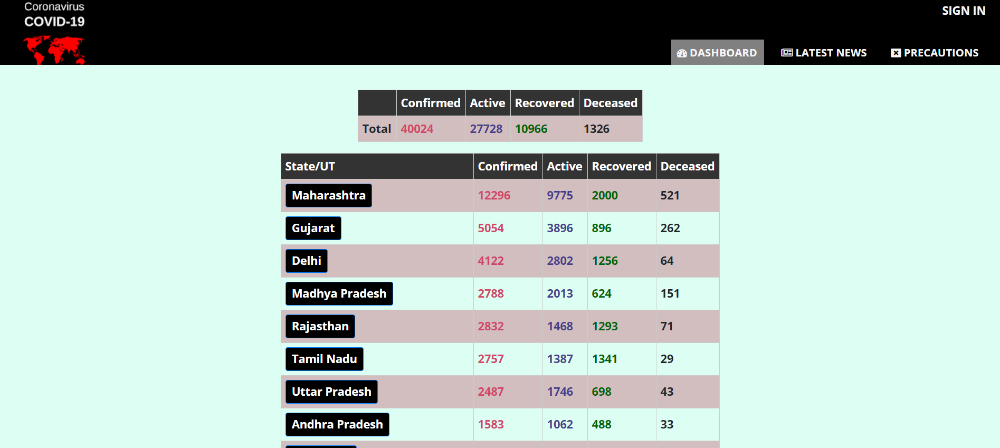 Coronavirus
COVID-19
SIGN IN
DASHBOARD LATEST NEWS PRECAUTIONS
Confirmed Active Recovered Deceased
Total 40024 27728 10966 1326
State/UT Confirmed Active Recovered Deceased
Maharashtra 12296 9775 2000 521
Gujarat 5054 3896 896 262
Delhi 4122 2802 1256 64
Madhya Pradesh 2788 2013 624 151
Rajasthan 2832 1468 1293 71
Tamil Nadu 2757 1387 1341 29
Uttar Pradesh 2487 1746 698 43
Andhra Pradesh 1583 1062 488 33